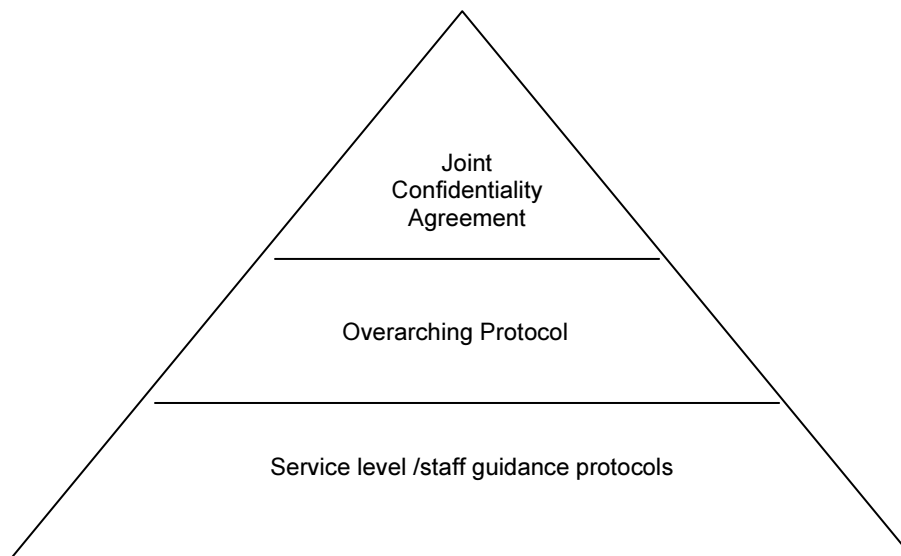 Joint
Confidentiality
Agreement
Overarching Protocol
Service level /staff guidance protocols